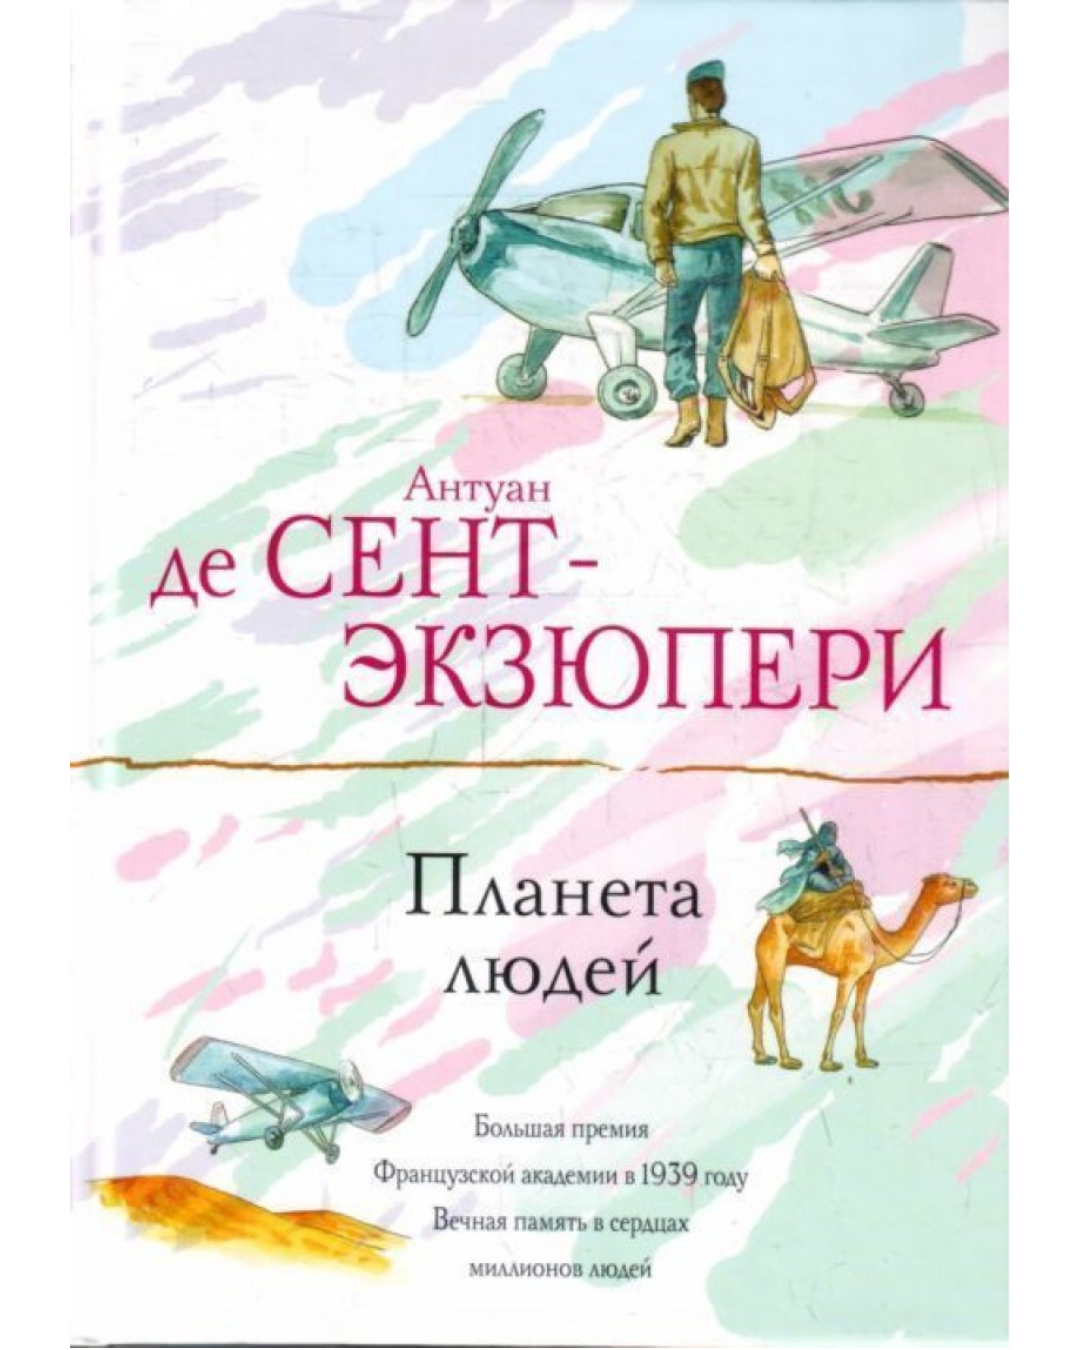 Антуан
де СЕНТ-
ЭКЗЮПЕРИ
Планета
людей
Большая премия
Французской академии в 1939 году
Вечная память в сердцах
миллионов людей